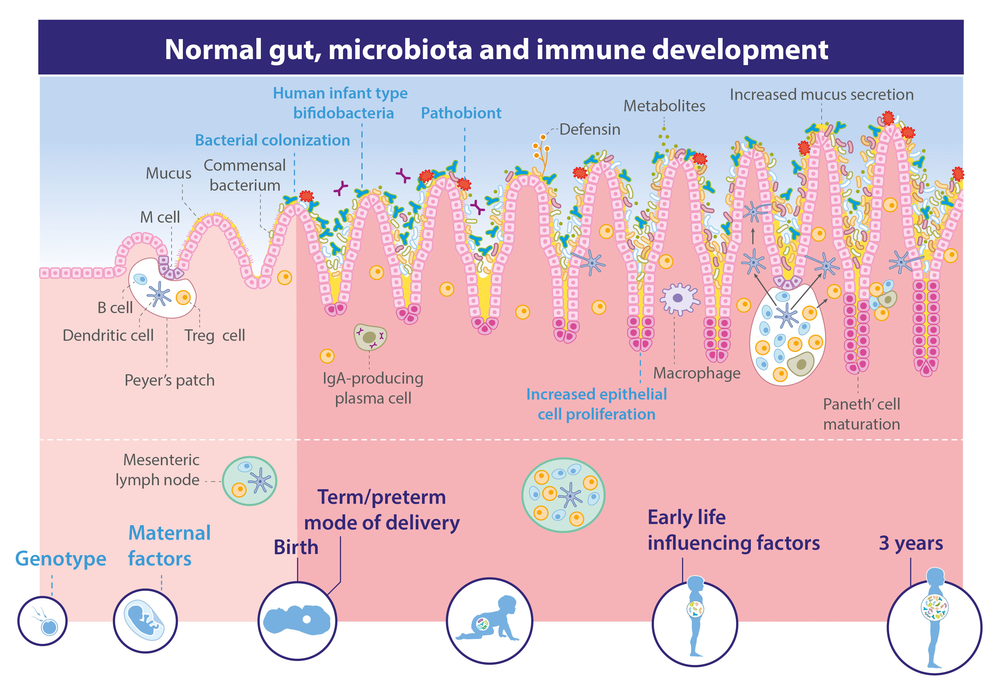 Normal gut, microbiota and immune development
Human infant type
bifidobacteria
Pathobiont
Bacterial colonization
Metabolites
Increased mucus secretion
Defensin
Mucus
Commensal
bacterium
M cell
B cell
Dendritic cell
Treg cell
Peyer's patch
IgA-producing
plasma cell
Increased epithelial
cell proliferation
Macrophage
Paneth' cell
maturation
Mesenteric
lymph node
Genotype
Maternal
factors
Birth
Term/preterm
mode of delivery
Early life
influencing factors
3 years